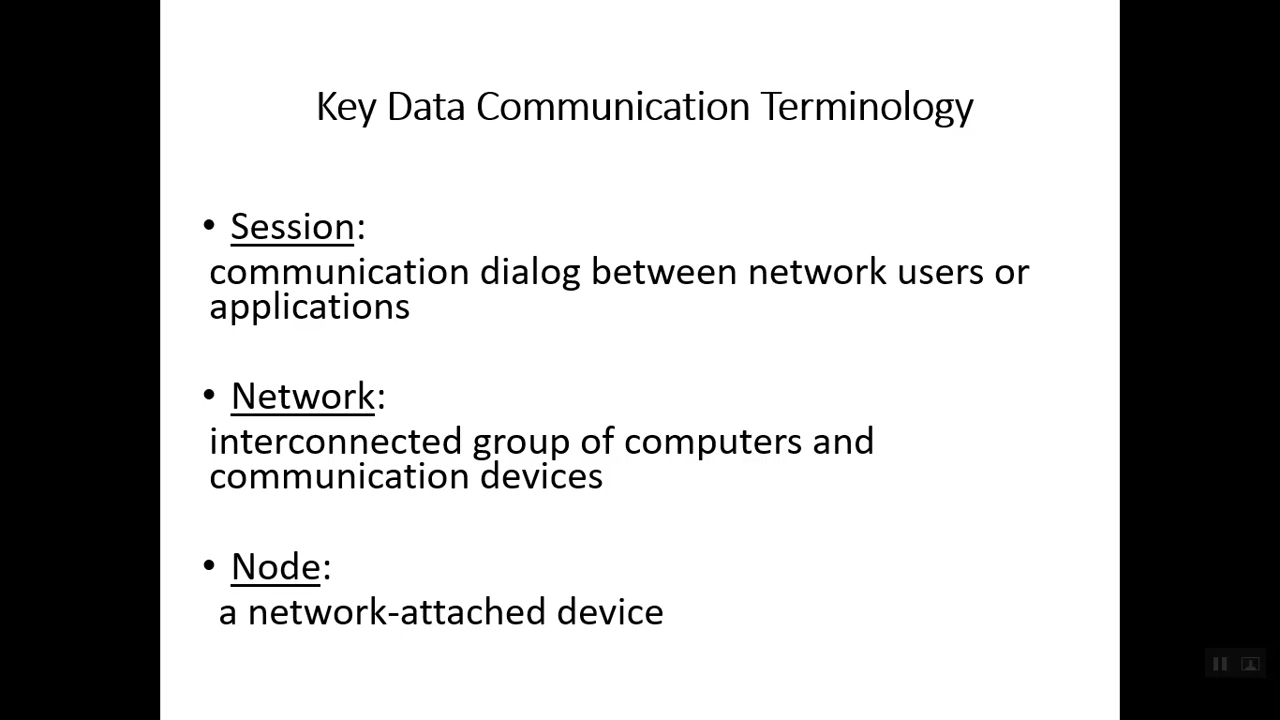 Key Data Communication Terminology
• Session:
communication dialog between network users or
applications
• Network:
interconnected group of computers and
communication devices
• Node:
a network-attached device